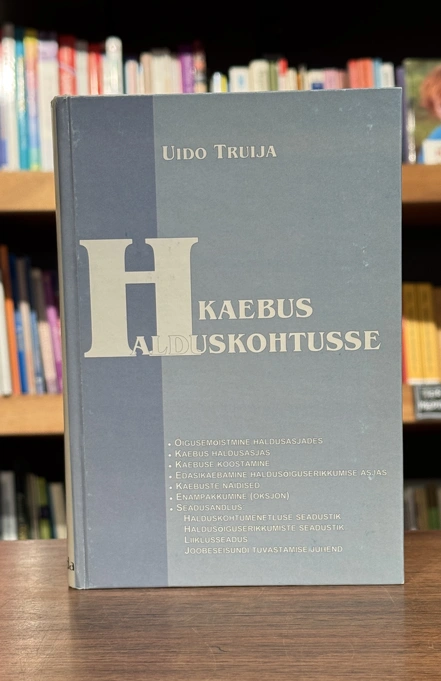 UIDO TRUIJA
KAEBUS
HALDUSKOHTUSSE
• ÕIGUSEMÕISTMINE HALDUSASJADES
• KAEBUS HALDUSASJAS
• KAEBUSE KOOSTAMINE
• EDASIKAEBAMINE HALDUSÕIGUSERIKKUMISE ASJAS
• KAEBUSTE NÄIDISED
• ENAMPAKKUMINE (OKSJON)
• SEADUSANDLUS
HALDUSKOHTUMENETLUSE SEADUSTIK
HALDUSÕIGUSERIKKUMISTE SEADUSTIK
LIIKLUSSEADUS
JOOBESEISUNDI TUVASTAMISE JUHEND